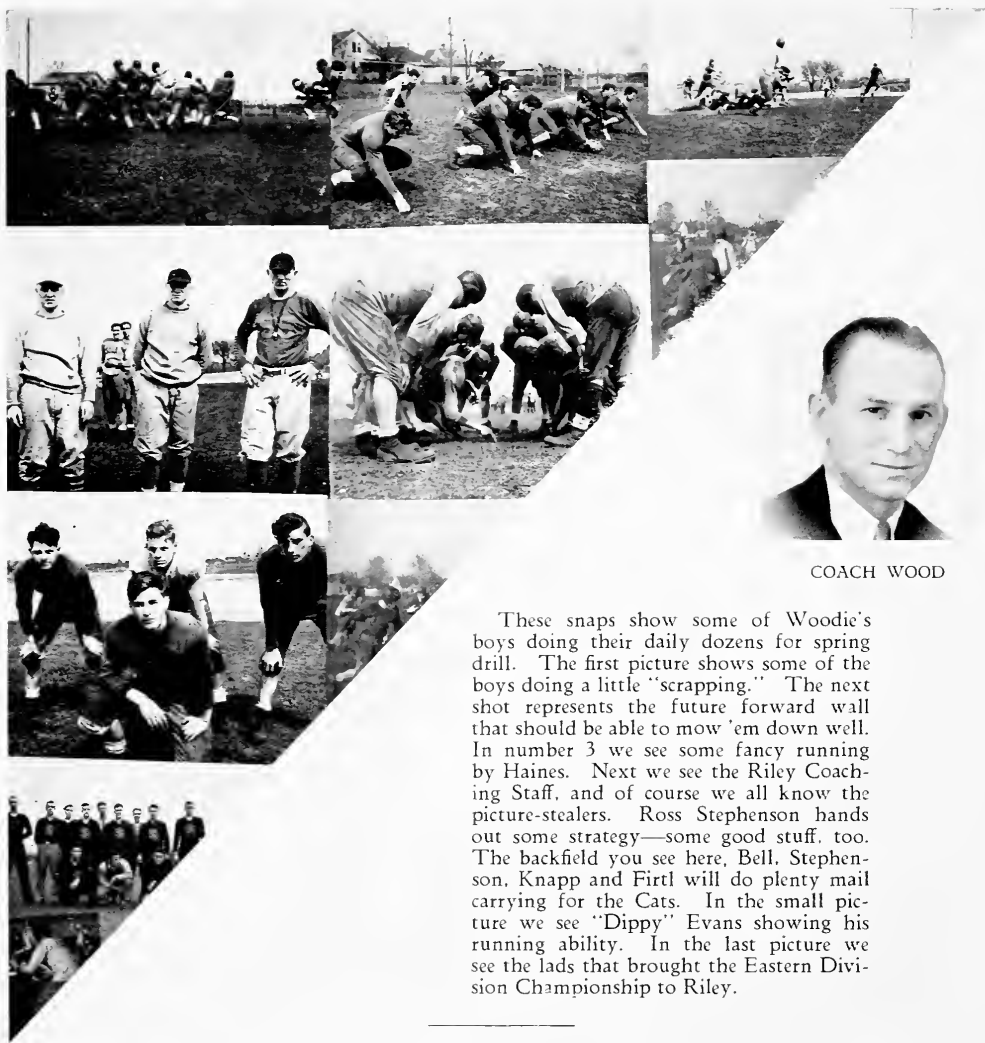 COACH WOOD
These snaps show some of Woodie's
boys doing their daily dozens for spring
drill. The first picture shows some of the
boys doing a little "scrapping." The next
shot represents the future forward wall
that should be able to mow 'em down well.
In number 3 we see some fancy running
by Haines. Next we see the Riley Coach-
ing Staff, and of course we all know the
picture-stealers. Ross Stephenson hands
out some strategy—some good stuff, too.
The backfield you see here, Bell, Stephen-
son, Knapp and Firtl will do plenty mail
carrying for the Cats. In the small pic-
ture we see "Dippy" Evans showing his
running ability. In the last picture we
see the lads that brought the Eastern Divi-
sion Championship to Riley.